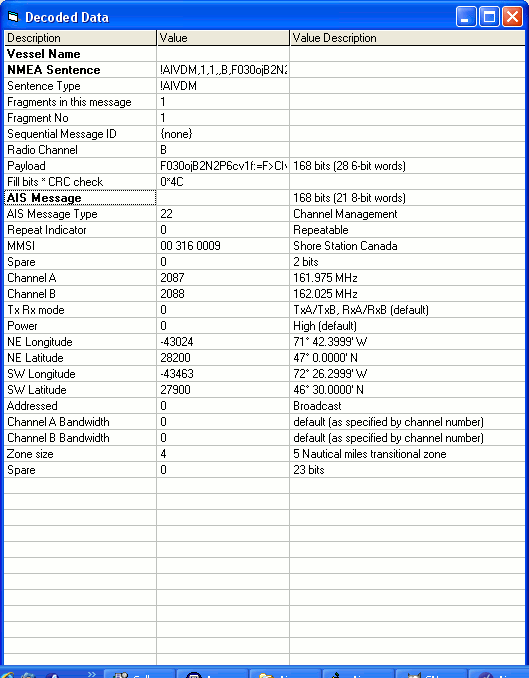 Decoded Data
Description Value Value Description
Vessel Name
NMEA Sentence !AIVDM,1,1,,B,F030ojB2N2
Sentence Type !AIVDM
Fragments in this message 1
Fragment No 1
Sequential Message ID {none}
Radio Channel B
Payload F030ojB2N2P6cv1f:=F>CIv 168 bits (28 6-bit words)
Fill bits * CRC check 0*4C
AIS Message 168 bits (21 8-bit words)
AIS Message Type 22 Channel Management
Repeat Indicator 0 Repeatable
MMSI 00 316 0009 Shore Station Canada
Spare 0 2 bits
Channel A 2087 161.975 MHz
Channel B 2088 162.025 MHz
Tx Rx mode 0 TxA/TxB, RxA/RxB (default)
Power 0 High (default)
NE Longitude -43024 71° 42.3999' W
NE Latitude 28200 47° 0.0000' N
SW Longitude -43463 72° 26.2999' W
SW Latitude 27900 46° 30.0000' N
Addressed 0 Broadcast
Channel A Bandwidth 0 default (as specified by channel number)
Channel B Bandwidth 0 default (as specified by channel number)
Zone size 4 5 Nautical miles transitional zone
Spare 0 23 bits